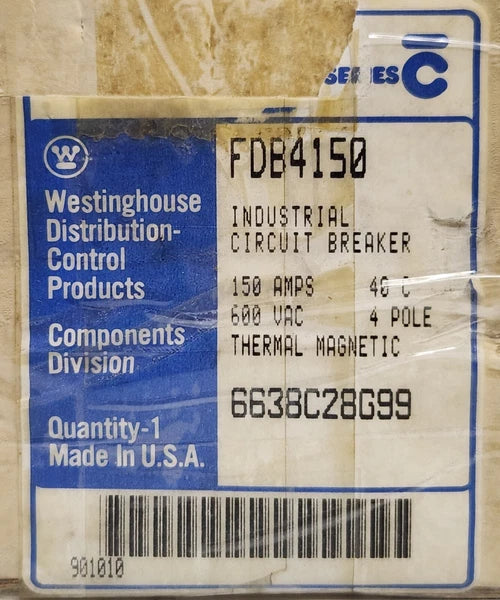 SERIES C
W
Westinghouse
Distribution-
Control
Products
Components
Division
Quantity-1
Made In U.S.A.
FDB4150
INDUSTRIAL
CIRCUIT BREAKER
150 AMPS 40 C
600 VAC 4 POLE
THERMAL MAGNETIC
6638C28G99
901010